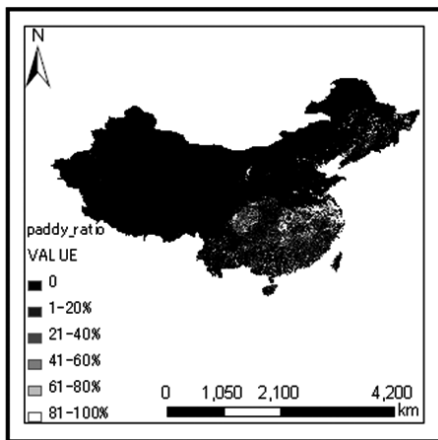 N
paddy_ratio
VALUE
0
1-20%
21-40%
41-60%
61-80%
81-100%
0 1,050 2,100 4,200
km